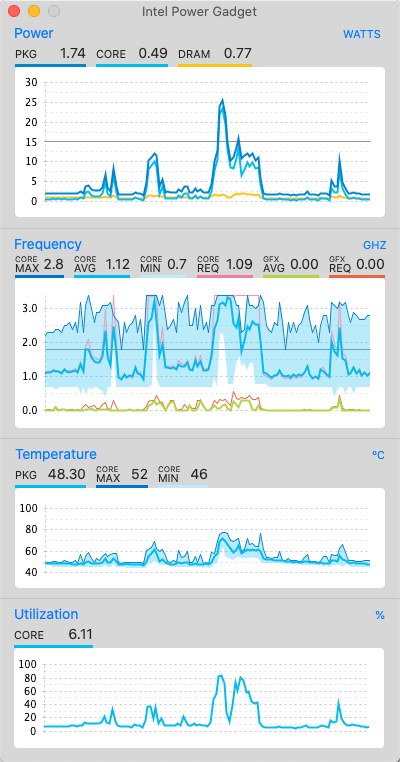 Intel Power Gadget
Power WATTS
PKG 1.74 CORE 0.49 DRAM 0.77
30
25
20
15
10
5
0
Frequency GHZ
CORE MAX 2.8 CORE AVG 1.12 CORE MIN 0.7 CORE REQ 1.09 GFX AVG 0.00 GFX REQ 0.00
3.0
2.0
1.0
0.0
Temperature °C
PKG 48.30 CORE MAX 52 CORE MIN 46
100
80
60
40
Utilization %
CORE 6.11
100
80
60
40
20
0